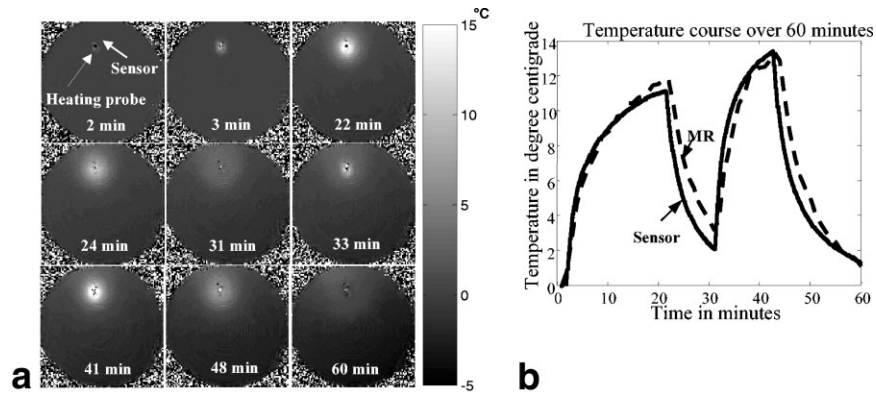 °C
15
10
5
0
-5
Sensor
Heating probe
2 min
3 min
22 min
24 min
31 min
33 min
41 min
48 min
60 min
a
Temperature course over 60 minutes
Temperature in degree centigrade
14
12
10
8
6
4
2
0
MR
Sensor
0 10 20 30 40 50 60
Time in minutes
b